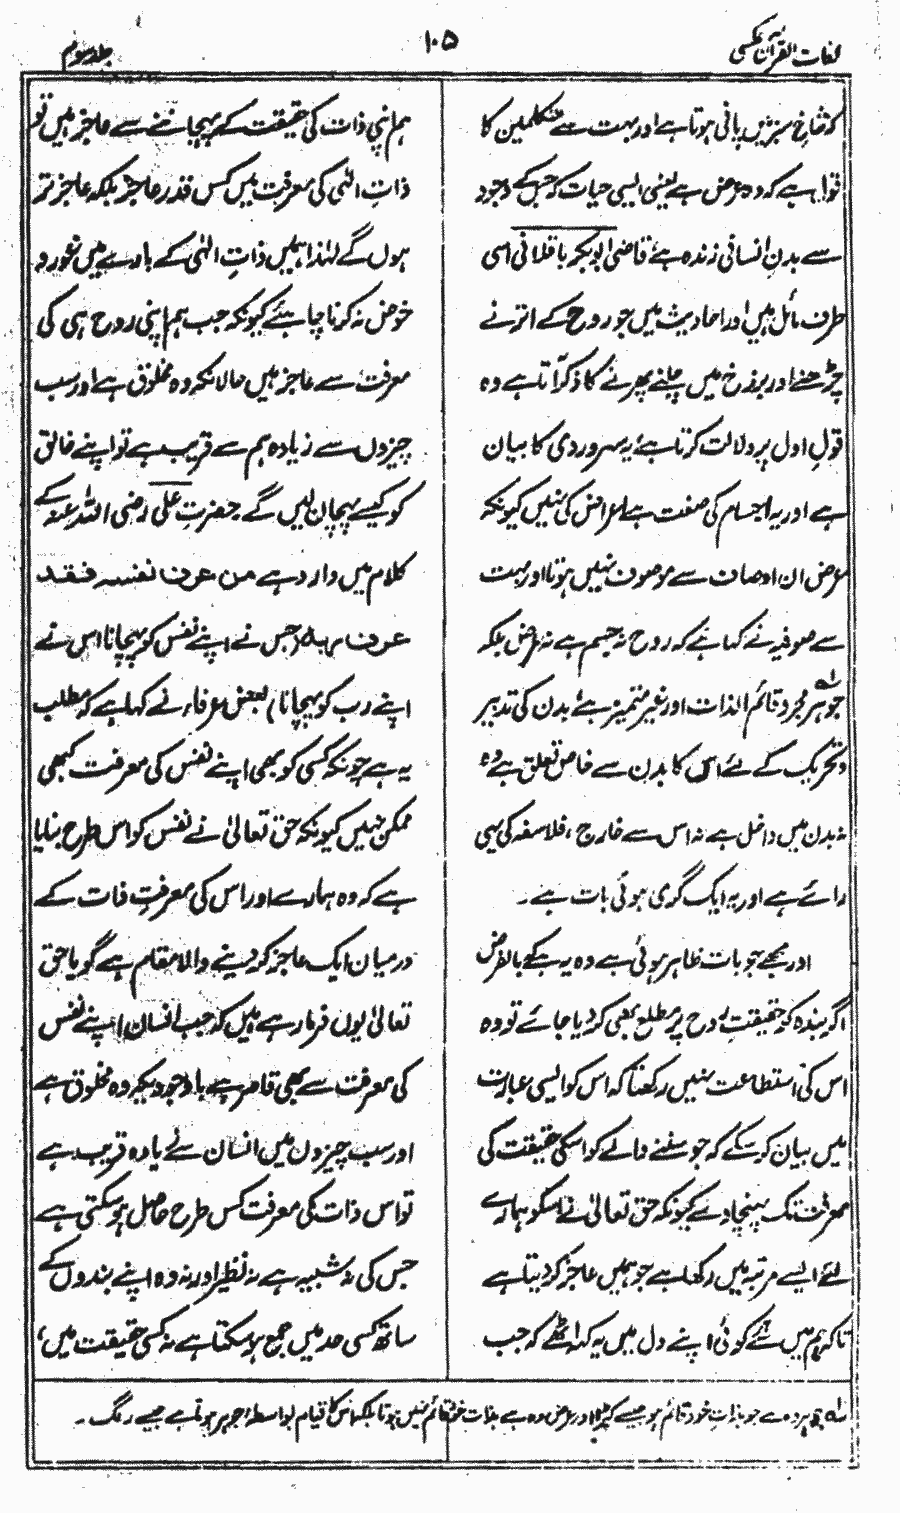 لغات القرآن عکسی
۱۰۵
جلد سوم
کہ شاخ سبز میں پانی ہوتا ہے اور بہت سے متکلمین کا
قول ہے کہ وہ عرض ہے یعنی ایسی حیات کہ جس کے وجود
سے بدن انسانی زندہ ہے، قاضی ابوبکر باقلانی اسی
طرف مائل ہیں اور احادیث میں جو روح کے اترنے
چڑھنے اور برزخ میں چلنے پھرنے کا ذکر آتا ہے وہ
قول اول پر دلالت کرتا ہے، یہ سہروردی کا بیان
ہے اور یہ اجسام کی صفت ہے اعراض کی نہیں کیونکہ
عرض ان اوصاف سے موصوف نہیں ہوتا اور بہت
سے صوفیہ نے کہا ہے کہ روح نہ جسم ہے نہ عرض بلکہ
جوہر مجرد قائم الذات، اور غیر متمیز ہے، بدن کی تدبیر
و تحریک کے لئے اس کا بدن سے خاص تعلق ہے وہ
نہ بدن میں داخل ہے نہ اس سے خارج، فلاسفہ کی یہی
رائے ہے اور یہ ایک گری ہوئی بات ہے۔
اور مجھے جو بات ظاہر ہوئی ہے وہ یہ ہے کہ بالفرض
اگر بندہ کو حقیقت روح پر مطلع بھی کر دیا جائے تو وہ
اس کی استطاعت نہیں رکھتا کہ اس کو ایسی عبارت
میں بیان کر سکے کہ جو سننے والے کو اسکی حقیقت کی
معرفت تک پہنچا دے کیونکہ حق تعالیٰ نے اسکو ہمارے
لئے ایسے مرتبہ میں رکھا ہے جو ہمیں عاجز کر دیتا ہے
تاکہ ہم میں سے کوئی اپنے دل میں یہ کہہ اٹھے کہ جب
ہم اپنی ذات کی حقیقت کے پہچاننے سے عاجز ہیں تو
ذات الٰہی کی معرفت میں کس قدر عاجز بلکہ عاجز تر
ہوں گے لہٰذا ہمیں ذاتِ الٰہی کے بارے میں غور و
خوض نہ کرنا چاہئے کیونکہ جب ہم اپنی روح ہی کی
معرفت سے عاجز ہیں حالانکہ وہ مخلوق ہے اور سب
چیزوں سے زیادہ ہم سے قریب ہے تو اپنے خالق
کو کیسے پہچان لیں گے حضرت علی رضی اللہ عنہ کے
کلام میں وارد ہے من عرف نفسہ فقد
عرف ربہ (جس نے اپنے نفس کو پہچانا اس نے
اپنے رب کو پہچانا) بعض عرفاء نے کہا ہے کہ مطلب
یہ ہے چونکہ کسی کو بھی اپنے نفس کی معرفت کبھی
ممکن نہیں کیونکہ حق تعالیٰ نے نفس کو اس طرح بنایا
ہے کہ وہ ہمارے اور اس کی معرفتِ ذات کے
درمیان ایک عاجز کر دینے والا مقام ہے گویا حق
تعالیٰ یوں فرما رہے ہیں کہ جب انسان اپنے نفس
کی معرفت سے بھی قاصر ہے باوجودیکہ وہ مخلوق ہے
اور سب چیزوں میں انسان سے زیادہ قریب ہے
تو اس ذات کی معرفت کس طرح حاصل ہو سکتی ہے
جس کی نہ شبیہ ہے نہ نظیر اور نہ وہ اپنے بندوں کے
ساتھ کسی حد میں جمع ہو سکتا ہے نہ کسی حقیقت میں،
لہ جوہر وہ ہے جو بذات خود قائم ہو جیسے کپڑا اور عرض وہ ہے بذات خود قائم نہیں ہوتا بلکہ اس کا قیام بواسطہ جوہر ہوتا ہے جیسے رنگ۔